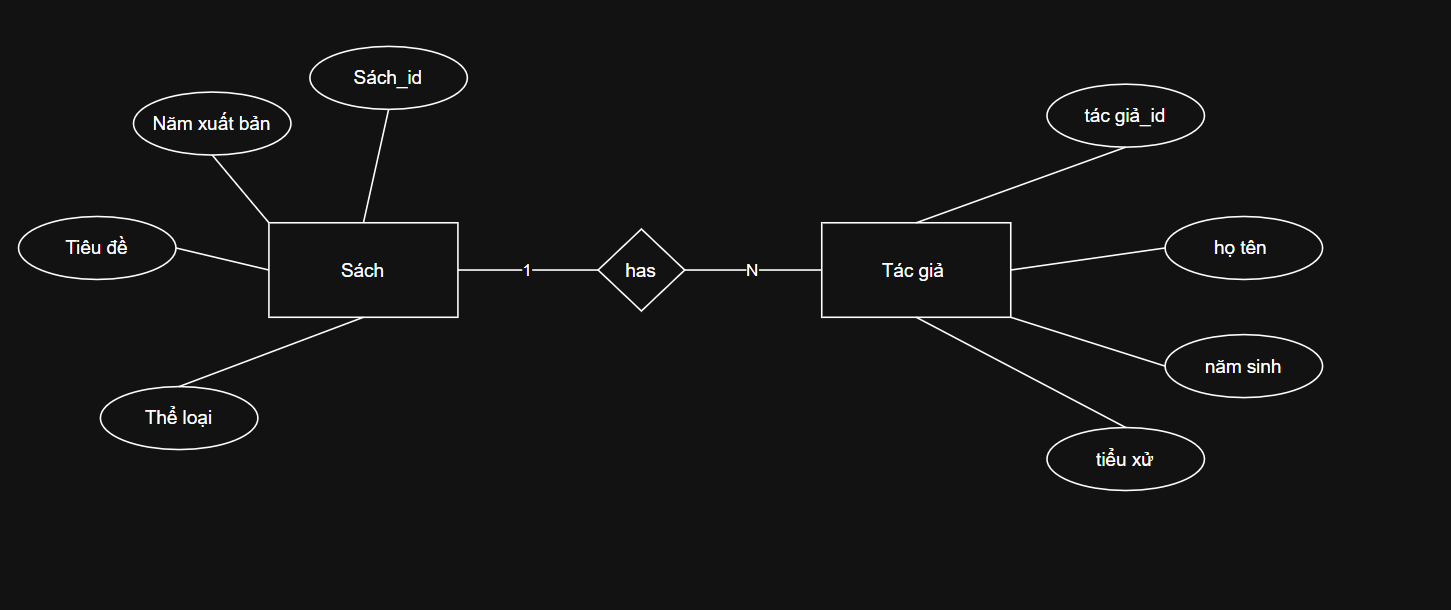 Sách_id
Năm xuất bản
Tiêu đề
Sách
Thể loại
1
has
N
Tác giả
tác giả_id
họ tên
năm sinh
tiểu xử